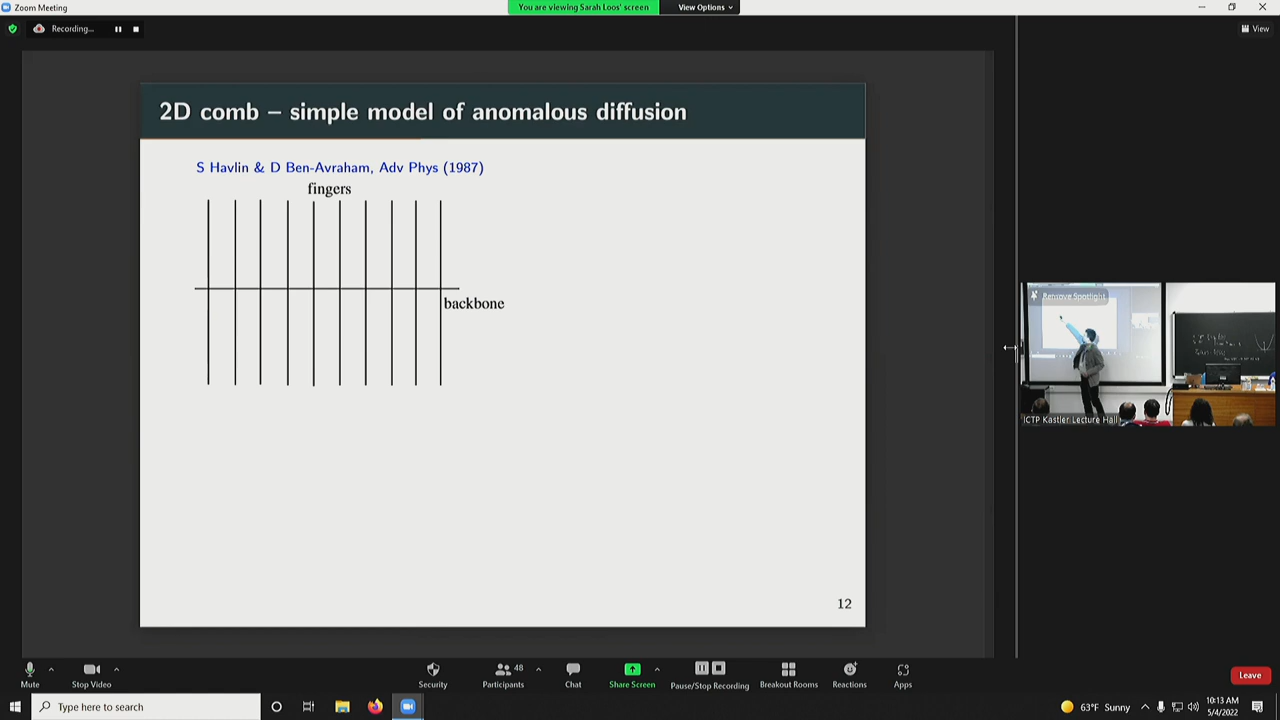 Zoom Meeting
You are viewing Sarah Loos' screen
View Options
Recording...
View
2D comb – simple model of anomalous diffusion
S Havlin & D Ben-Avraham, Adv Phys (1987)
fingers
backbone
12
Remove Spotlight
ICTP Kastler Lecture Hall
Mute
Stop Video
Security
48
Participants
Chat
Share Screen
Pause/Stop Recording
Breakout Rooms
Reactions
Apps
Leave
Type here to search
63°F Sunny
10:13 AM
5/4/2022